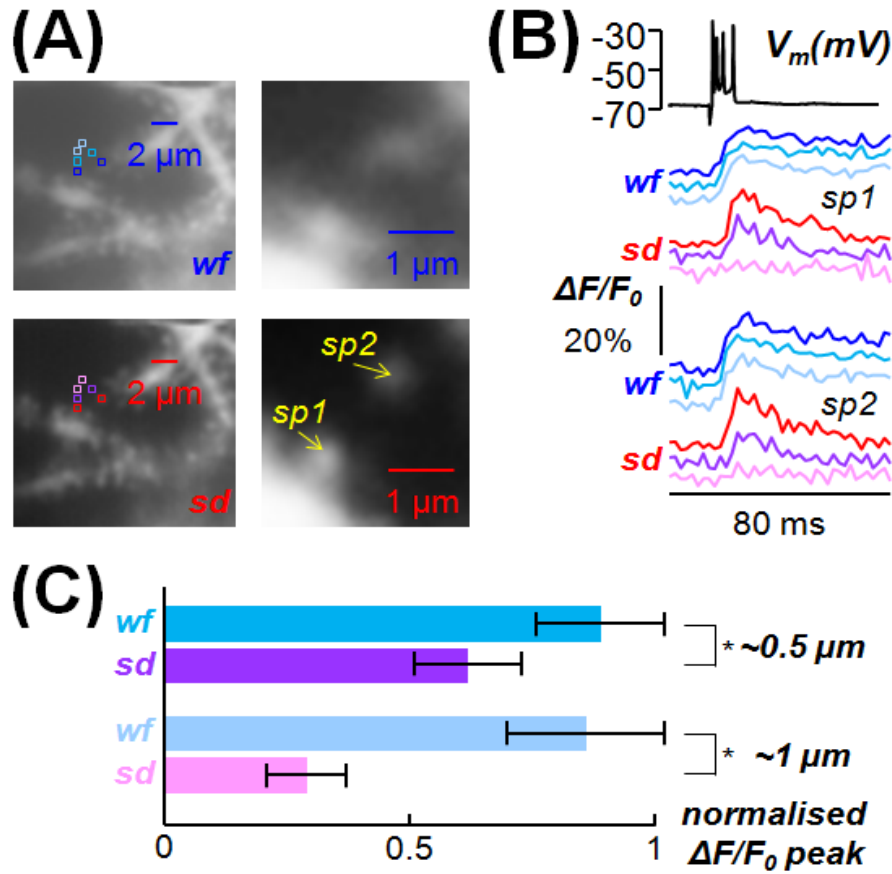 (A)
2 µm
wf
1 µm
2 µm
sd
sp2
sp1
1 µm
(B)
-30
-50
-70
Vm(mV)
wf
sp1
sd
ΔF/F0
20%
wf
sp2
sd
80 ms
(C)
wf
sd
* ~0.5 µm
wf
sd
* ~1 µm
0
0.5
1
normalised
ΔF/F0 peak